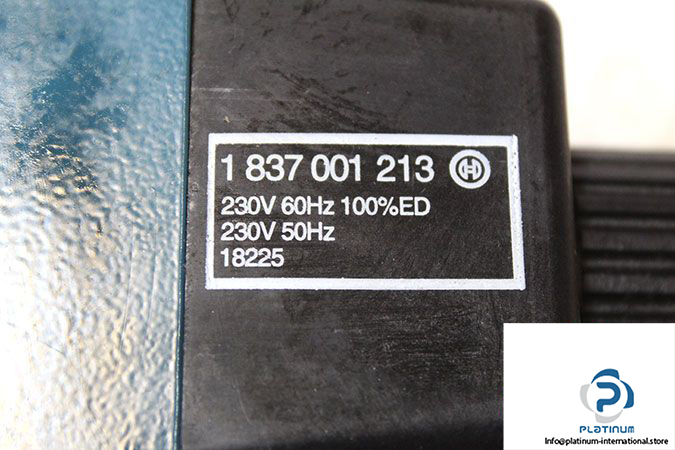 1 837 001 213
230V 60Hz 100%ED
230V 50Hz
18225
PLATINUM
Info@platinum-international.store